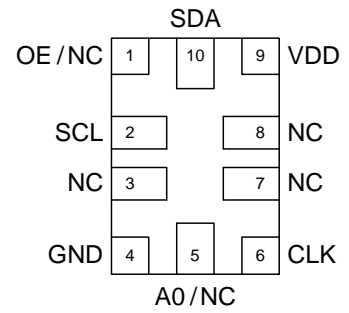 SDA
OE/NC 1 10 9 VDD
SCL 2 8 NC
NC 3 7 NC
GND 4 5 6 CLK
A0/NC